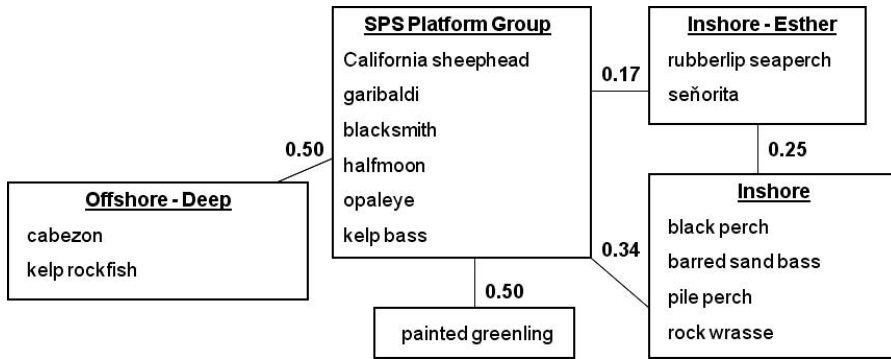 SPS Platform Group
California sheephead
garibaldi
blacksmith
halfmoon
opaleye
kelp bass
Inshore - Esther
rubberlip seaperch
seňorita
0.17
0.25
0.50
Offshore - Deep
cabezon
kelp rockfish
Inshore
black perch
barred sand bass
pile perch
rock wrasse
0.34
0.50
painted greenling